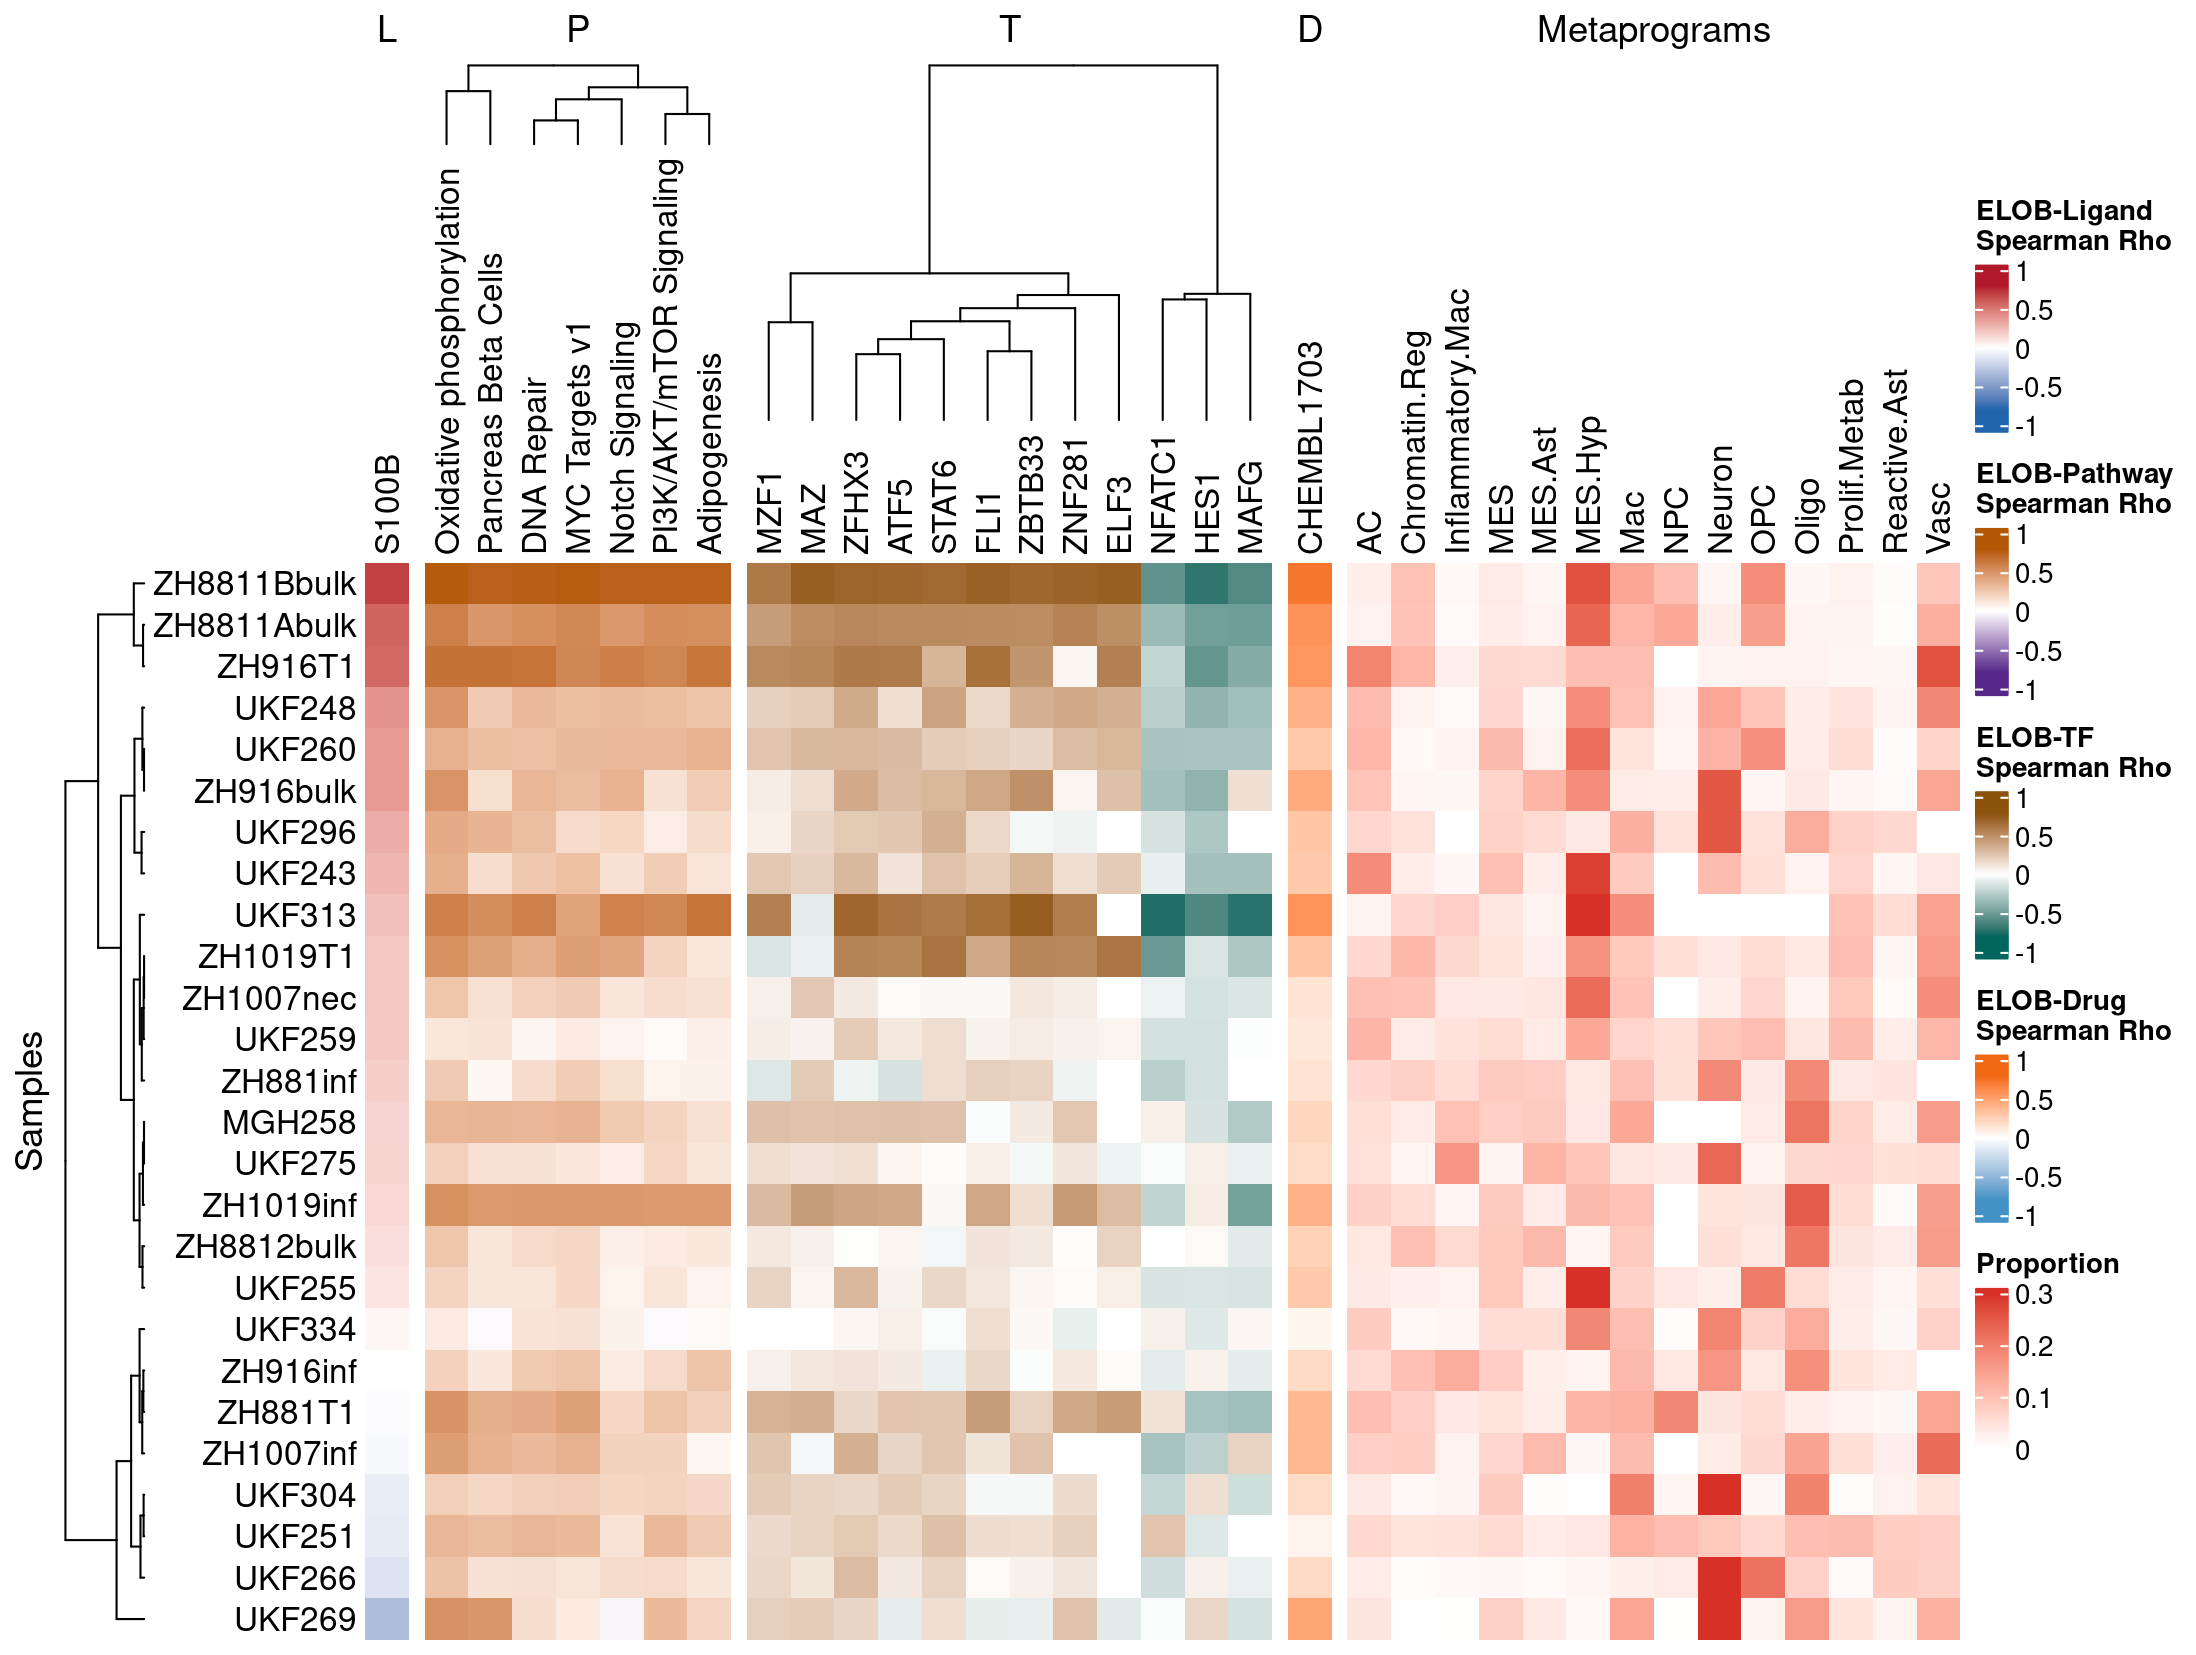 L
P
T
D
Metaprograms
S100B
Oxidative phosphorylation
Pancreas Beta Cells
DNA Repair
MYC Targets v1
Notch Signaling
PI3K/AKT/mTOR Signaling
Adipogenesis
MZF1
MAZ
ZFHX3
ATF5
STAT6
FLI1
ZBTB33
ZNF281
ELF3
NFATC1
HES1
MAFG
CHEMBL1703
AC
Chromatin.Reg
Inflammatory.Mac
MES
MES.Ast
MES.Hyp
Mac
NPC
Neuron
OPC
Oligo
Prolif.Metab
Reactive.Ast
Vasc
Samples
ZH8811Bbulk
ZH8811Abulk
ZH916T1
UKF248
UKF260
ZH916bulk
UKF296
UKF243
UKF313
ZH1019T1
ZH1007nec
UKF259
ZH881inf
MGH258
UKF275
ZH1019inf
ZH8812bulk
UKF255
UKF334
ZH916inf
ZH881T1
ZH1007inf
UKF304
UKF251
UKF266
UKF269
ELOB-Ligand
Spearman Rho
1
0.5
0
-0.5
-1
ELOB-Pathway
Spearman Rho
1
0.5
0
-0.5
-1
ELOB-TF
Spearman Rho
1
0.5
0
-0.5
-1
ELOB-Drug
Spearman Rho
1
0.5
0
-0.5
-1
Proportion
0.3
0.2
0.1
0